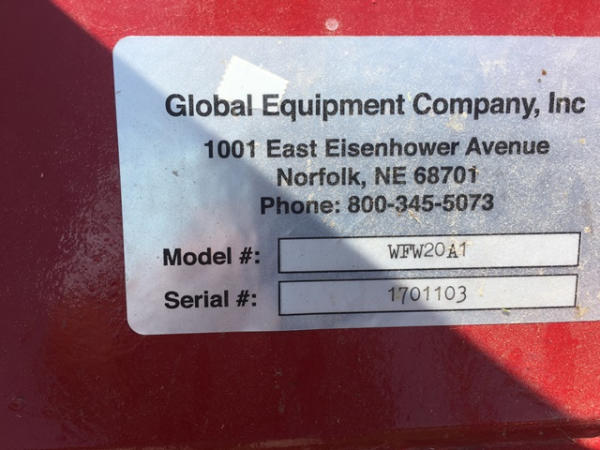 Global Equipment Company, Inc
1001 East Eisenhower Avenue
Norfolk, NE 68701
Phone: 800-345-5073
Model #: WFW20A1
Serial #: 1701103